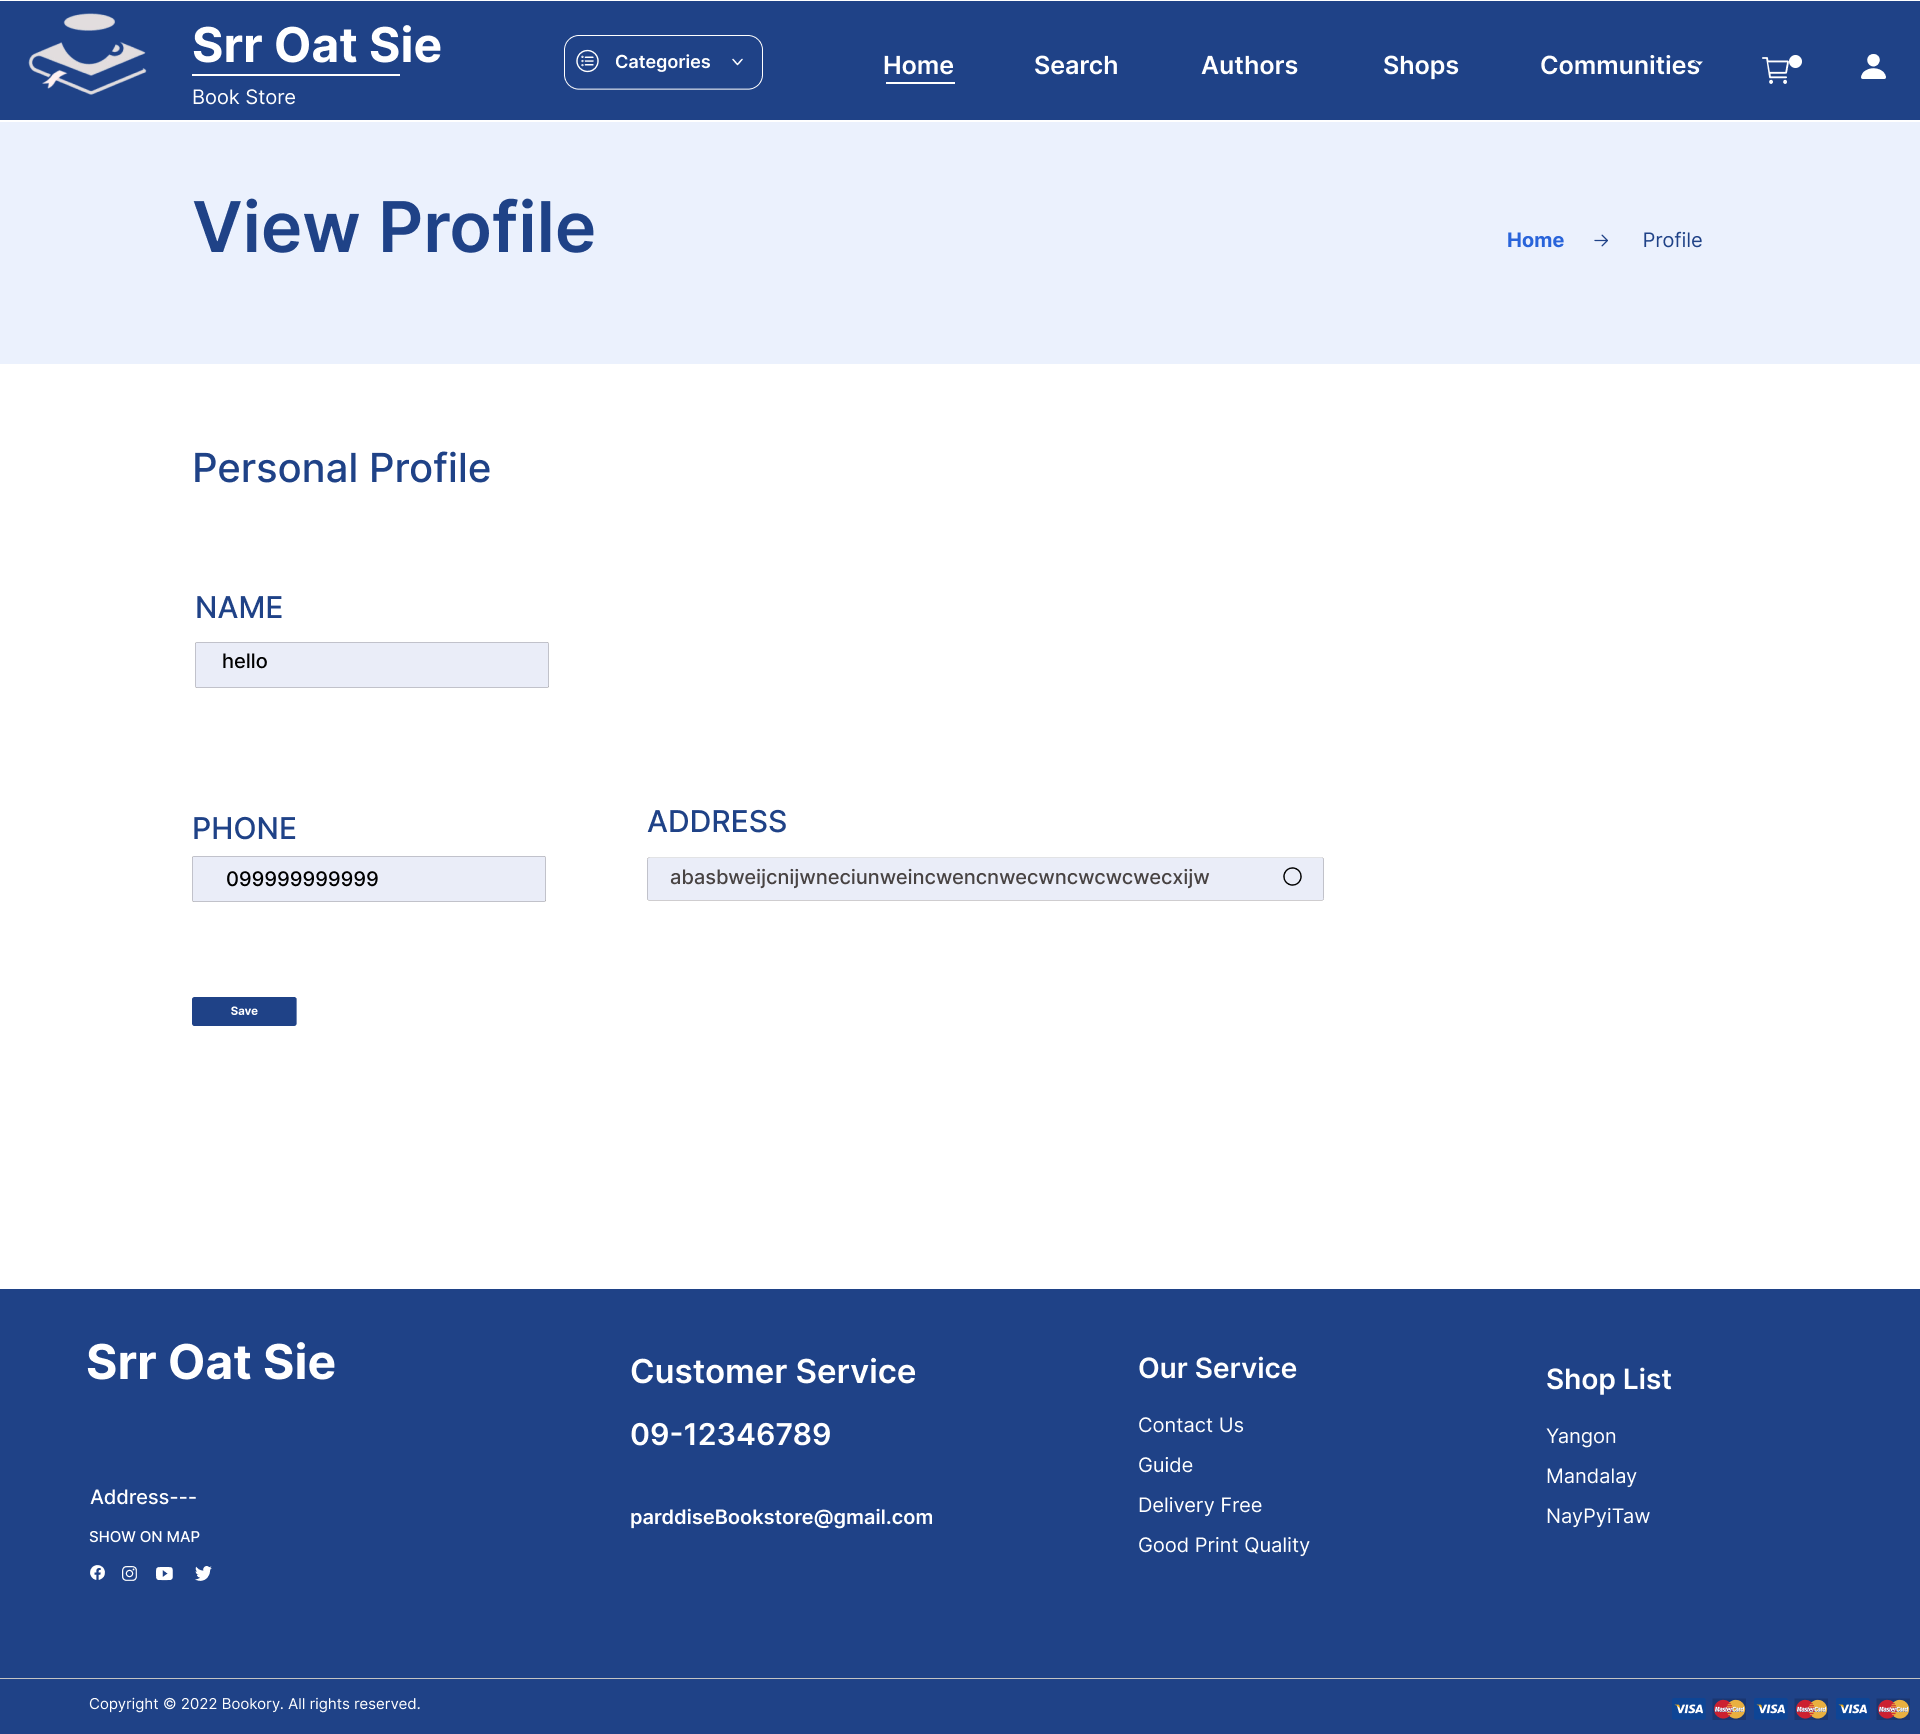 Srr Oat Sie
Book Store
Categories
Home
Search
Authors
Shops
Communities
View Profile
Home
→
Profile
Personal Profile
NAME
hello
PHONE
ADDRESS
099999999999
abasbweijcnijwneciunweincwencnwecwncwcwcwecxijw
Save
Srr Oat Sie
Address---
SHOW ON MAP
Customer Service
09-12346789
parddiseBookstore@gmail.com
Our Service
Contact Us
Guide
Delivery Free
Good Print Quality
Shop List
Yangon
Mandalay
NayPyiTaw
Copyright © 2022 Bookory. All rights reserved.
VISA MasterCard VISA MasterCard VISA MasterCard